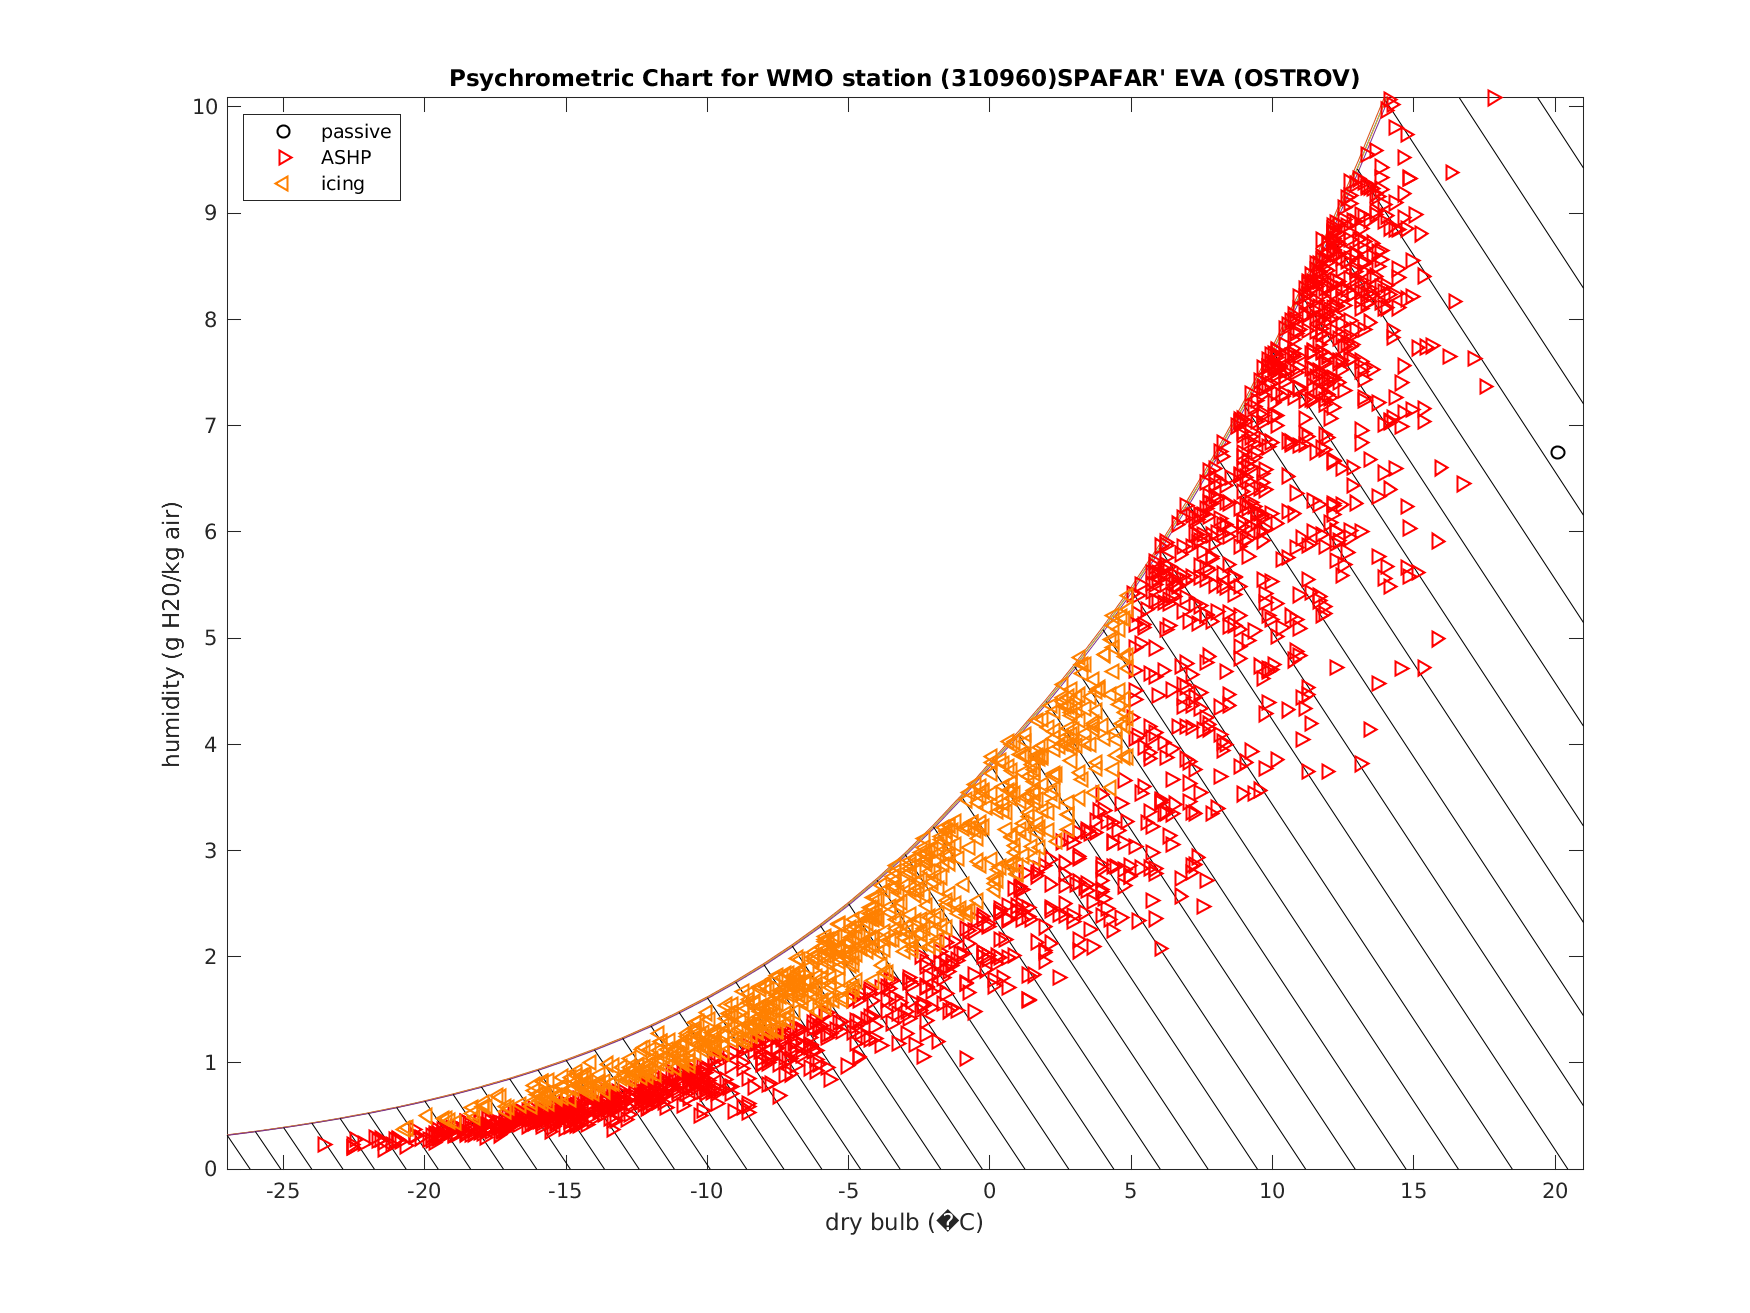 Psychrometric Chart for WMO station (310960)SPAFAR' EVA (OSTROV)
passive
ASHP
icing
humidity (g H20/kg air)
10
9
8
7
6
5
4
3
2
1
0
-25 -20 -15 -10 -5 0 5 10 15 20
dry bulb (�C)